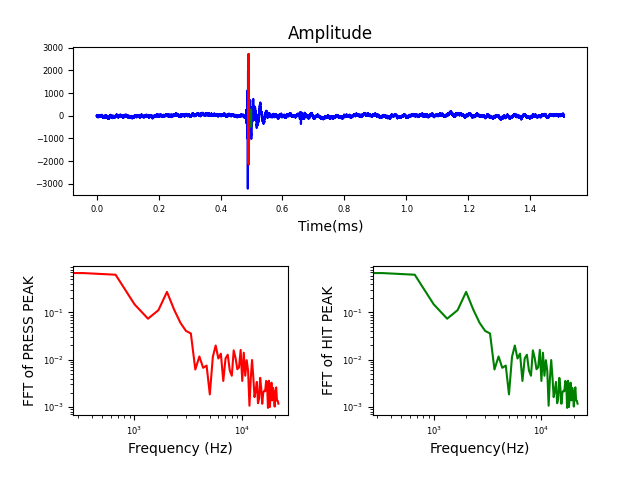 Amplitude
3000
2000
1000
0
−1000
−2000
−3000
0.0 0.2 0.4 0.6 0.8 1.0 1.2 1.4
Time(ms)
FFT of PRESS PEAK
10⁻¹
10⁻²
10⁻³
10³ 10⁴
Frequency (Hz)
FFT of HIT PEAK
10⁻¹
10⁻²
10⁻³
10³ 10⁴
Frequency(Hz)